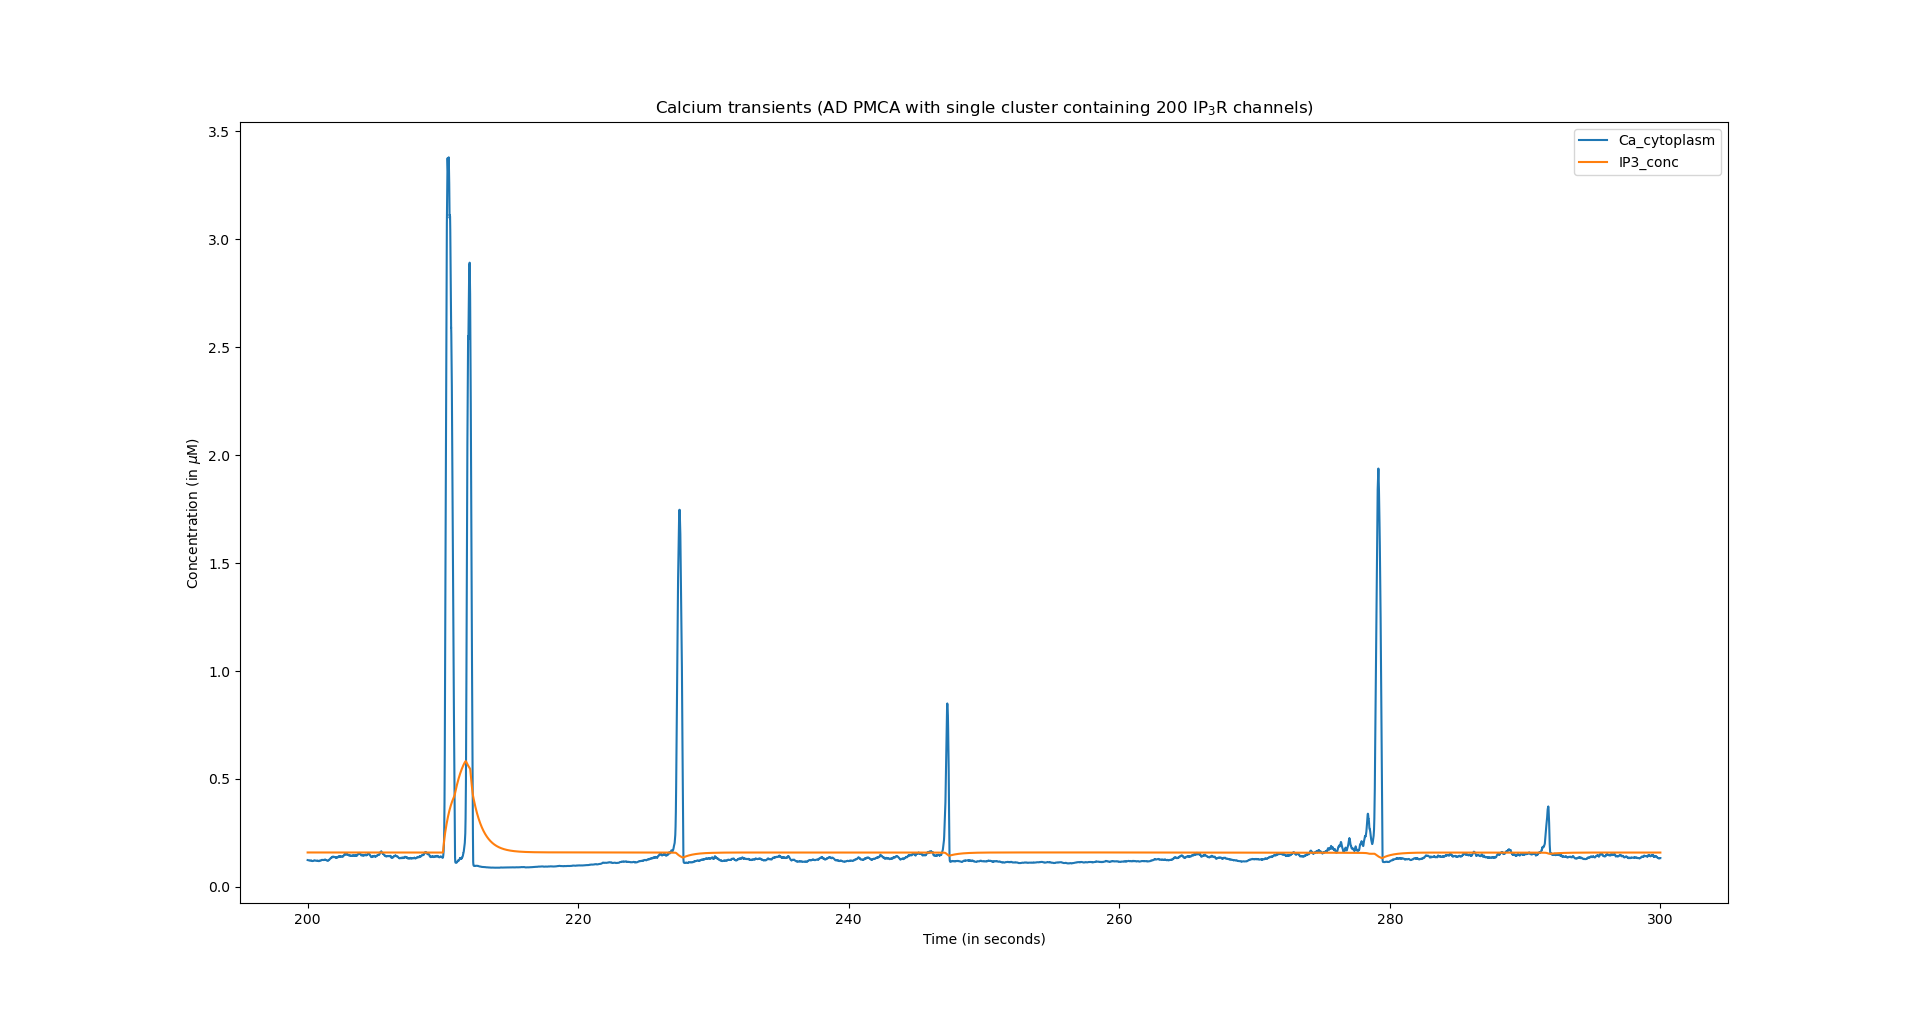 Calcium transients (AD PMCA with single cluster containing 200 IP₃R channels)
Ca_cytoplasm
IP3_conc
3.5
3.0
2.5
2.0
1.5
1.0
0.5
0.0
Concentration (in μM)
200 220 240 260 280 300
Time (in seconds)